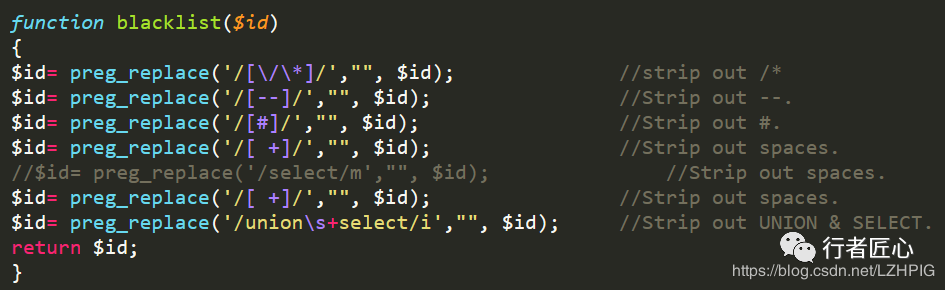 function blacklist($id)
{
$id= preg_replace('/[\/\*]/',"", $id);                //strip out /*
$id= preg_replace('/[--]/',"", $id);                //Strip out --.
$id= preg_replace('/[#]/',"", $id);                //Strip out #.
$id= preg_replace('/[ +]/',"", $id);                //Strip out spaces.
//$id= preg_replace('/select/m',"", $id);                //Strip out spaces.
$id= preg_replace('/[ +]/',"", $id);                //Strip out spaces.
$id= preg_replace('/union\s+select/i',"", $id);      //Strip out UNION & SELECT.
return $id;
}
行者匠心
https://blog.csdn.net/LZHPIG